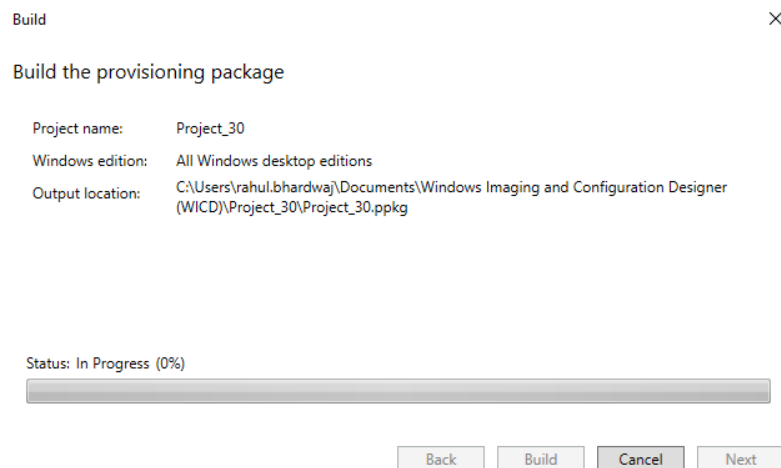 Build
Build the provisioning package
Project name: Project_30
Windows edition: All Windows desktop editions
Output location: C:\Users\rahul.bhardwaj\Documents\Windows Imaging and Configuration Designer
(WICD)\Project_30\Project_30.ppkg
Status: In Progress (0%)
Back Build Cancel Next